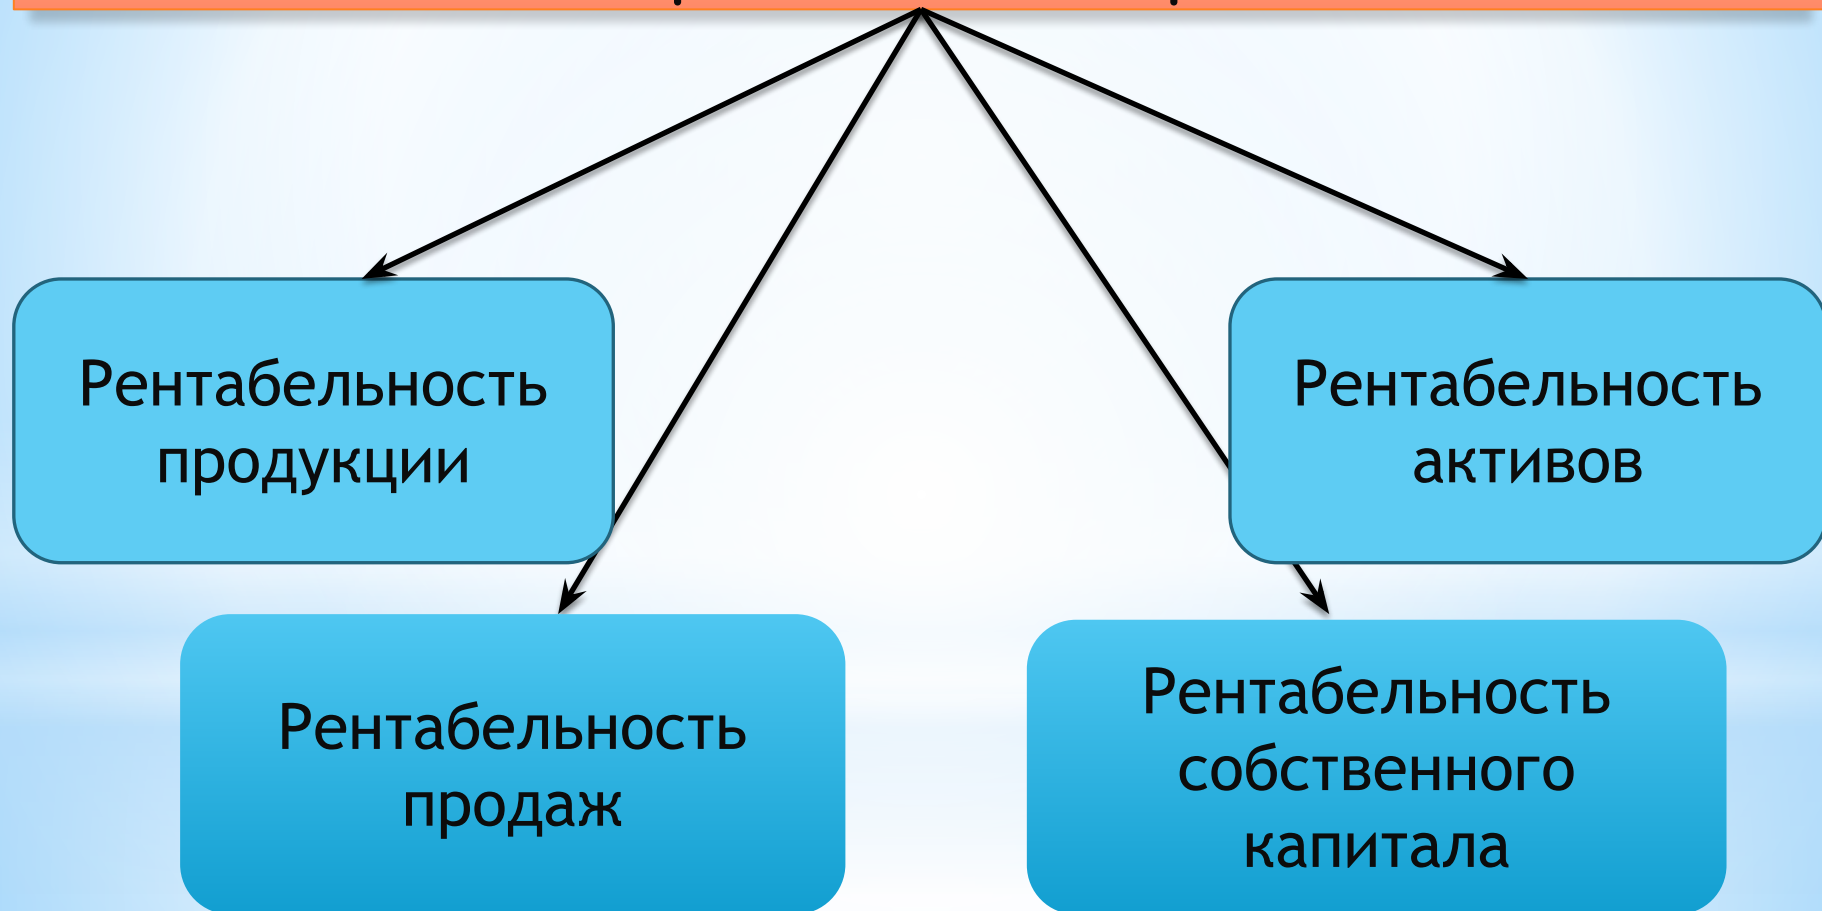 Рентабельность
продукции
Рентабельность
активов
Рентабельность
продаж
Рентабельность
собственного
капитала